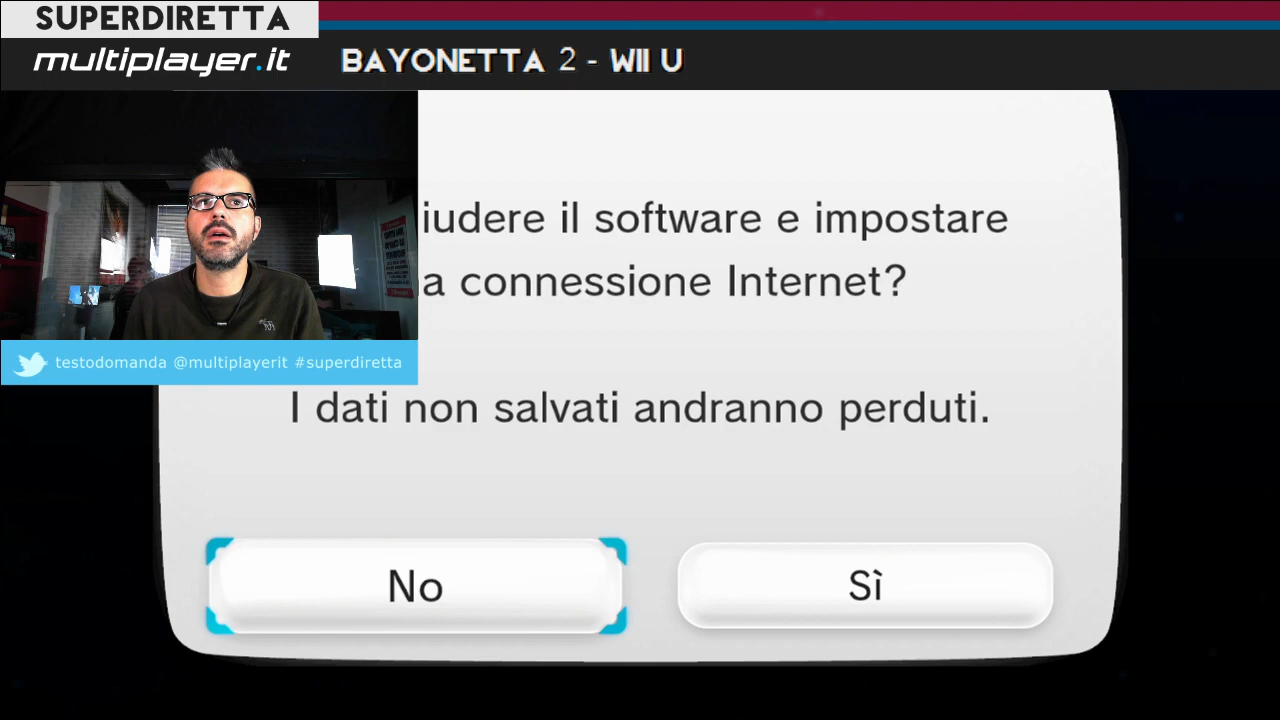 SUPERDIRETTA
multiplayer.it
BAYONETTA 2 - WII U
iudere il software e impostare
a connessione Internet?
testodomanda @multiplayerit #superdiretta
I dati non salvati andranno perduti.
No
Sì